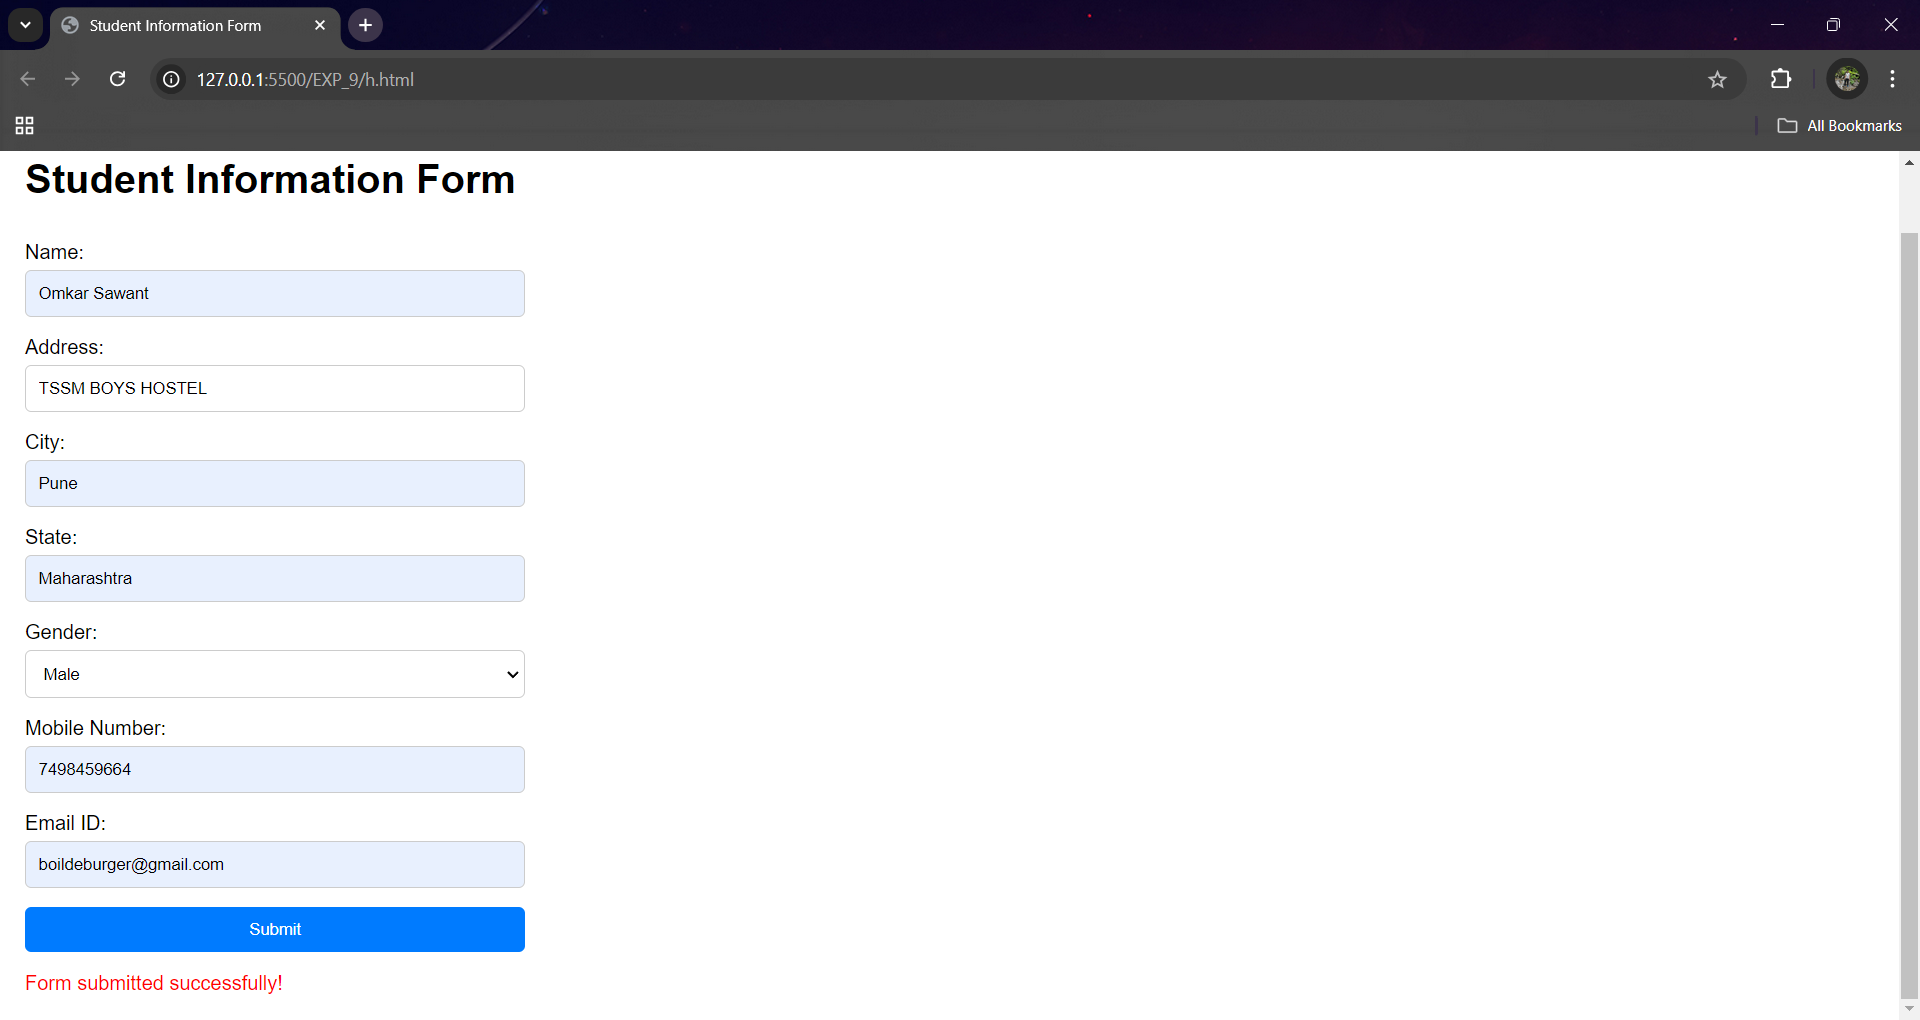 Student Information Form
127.0.0.1:5500/EXP_9/h.html
All Bookmarks
Student Information Form
Name:
Omkar Sawant
Address:
TSSM BOYS HOSTEL
City:
Pune
State:
Maharashtra
Gender:
Male
Mobile Number:
7498459664
Email ID:
boildeburger@gmail.com
Submit
Form submitted successfully!